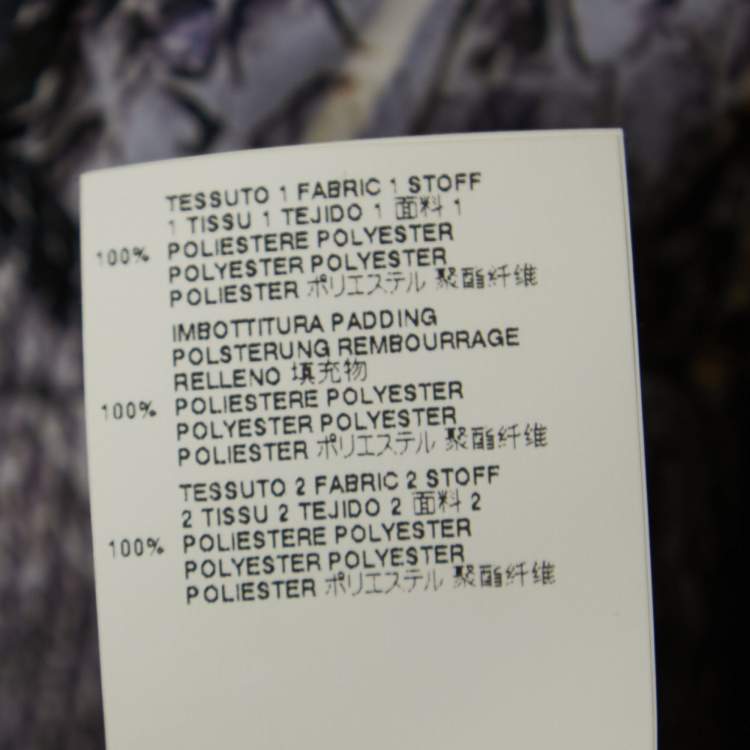 TESSUTO 1 FABRIC 1 STOFF
1 TISSU 1 TEJIDO 1 面料 1
100% POLIESTERE POLYESTER
POLYESTER POLYESTER
POLIESTER ポリエステル 聚酯纤维
IMBOTTITURA PADDING
POLSTERUNG REMBOURRAGE
RELLENO 填充物
100% POLIESTERE POLYESTER
POLYESTER POLYESTER
POLIESTER ポリエステル 聚酯纤维
TESSUTO 2 FABRIC 2 STOFF
2 TISSU 2 TEJIDO 2 面料 2
100% POLIESTERE POLYESTER
POLYESTER POLYESTER
POLIESTER ポリエステル 聚酯纤维